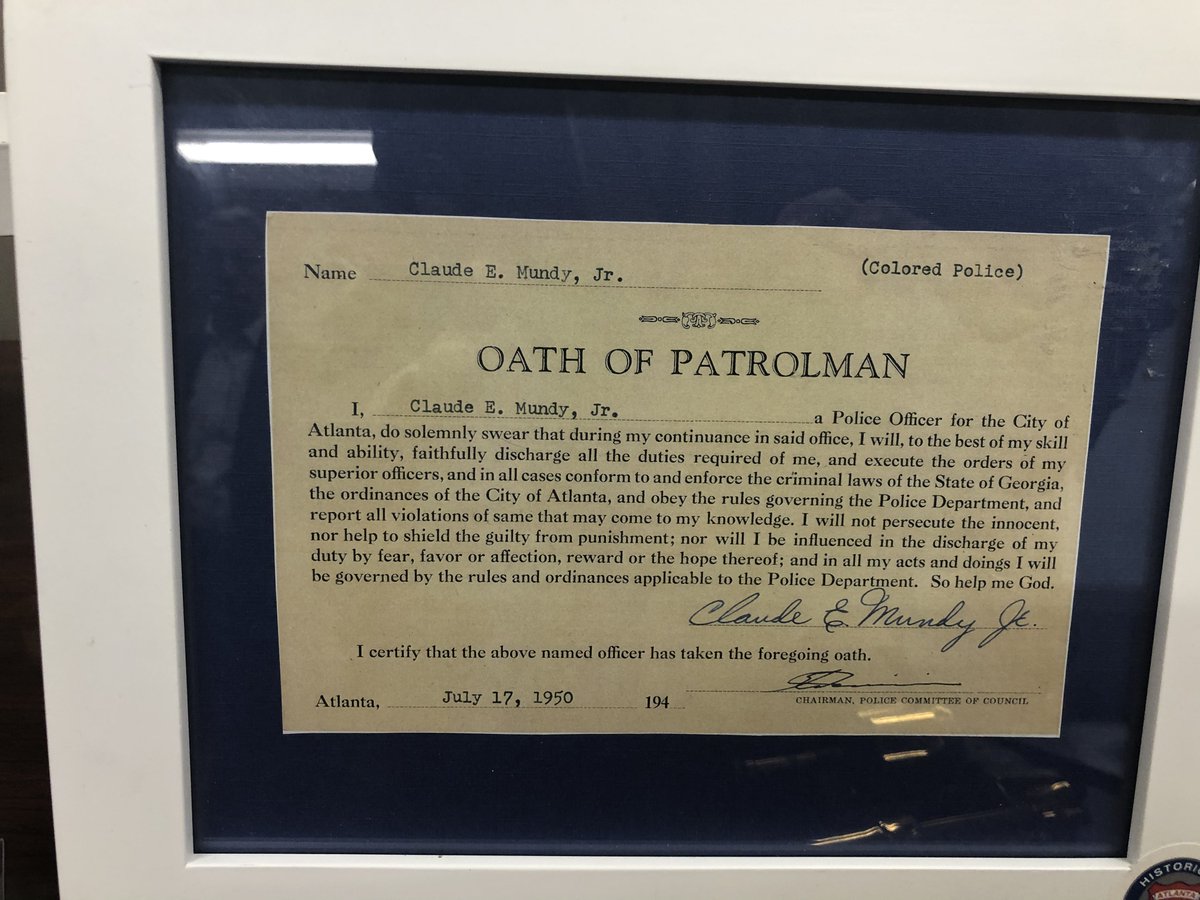 Name Claude E. Mundy, Jr. (Colored Police)
OATH OF PATROLMAN
I, Claude E. Mundy, Jr. a Police Officer for the City of
Atlanta, do solemnly swear that during my continuance in said office, I will, to the best of my skill
and ability, faithfully discharge all the duties required of me, and execute the orders of my
superior officers, and in all cases conform to and enforce the criminal laws of the State of Georgia,
the ordinances of the City of Atlanta, and obey the rules governing the Police Department, and
report all violations of same that may come to my knowledge. I will not persecute the innocent,
nor help to shield the guilty from punishment; nor will I be influenced in the discharge of my
duty by fear, favor or affection, reward or the hope thereof; and in all my acts and doings I will
be governed by the rules and ordinances applicable to the Police Department. So help me God.
Claude E. Mundy Jr.
I certify that the above named officer has taken the foregoing oath.
Atlanta, July 17, 1950 194
CHAIRMAN, POLICE COMMITTEE OF COUNCIL
ATLANTA